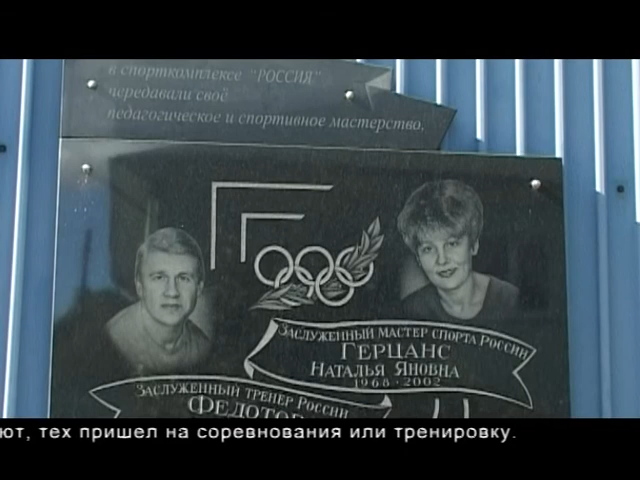 в спорткомплексе "РОССИЯ"
передавали своё
педагогическое и спортивное мастерство,
ЗАСЛУЖЕННЫЙ МАСТЕР СПОРТА РОССИИ
ГЕРЦАНС
НАТАЛЬЯ ЯНОВНА
1968 - 2002
ЗАСЛУЖЕННЫЙ ТРЕНЕР РОССИИ
ФЕДОТОВ
ют, тех пришел на соревнования или тренировку.